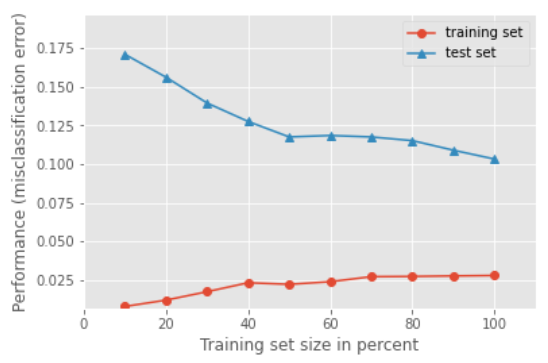 training set
test set
0.175
0.150
0.125
0.100
0.075
0.050
0.025
Performance (misclassification error)
0 20 40 60 80 100
Training set size in percent